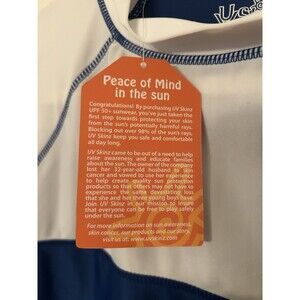 UV Skinz
Peace of Mind
in the sun
Congratulations! By purchasing UV Skinz
UPF 50+ sunwear, you've just taken the
first step towards protecting your skin
from the sun's potentially harmful rays.
Blocking out over 98% of the sun's rays,
UV Skinz keep you safe and comfortable
all day long.
UV Skinz came to be out of a need to help
raise awareness and educate families
about the sun. The owner of the company
lost her 32-year-old husband to skin
cancer and vowed to use her experience
to help create quality sun protection
products so that others may not have to
experience the same tragic loss
that she and her three young boys have.
Join UV Skinz in our mission to ensure
that everyone can be safely
under the sun.
For more information on sun awareness,
skin cancer, our products and our story,
visit us at: www.uvskinz.com